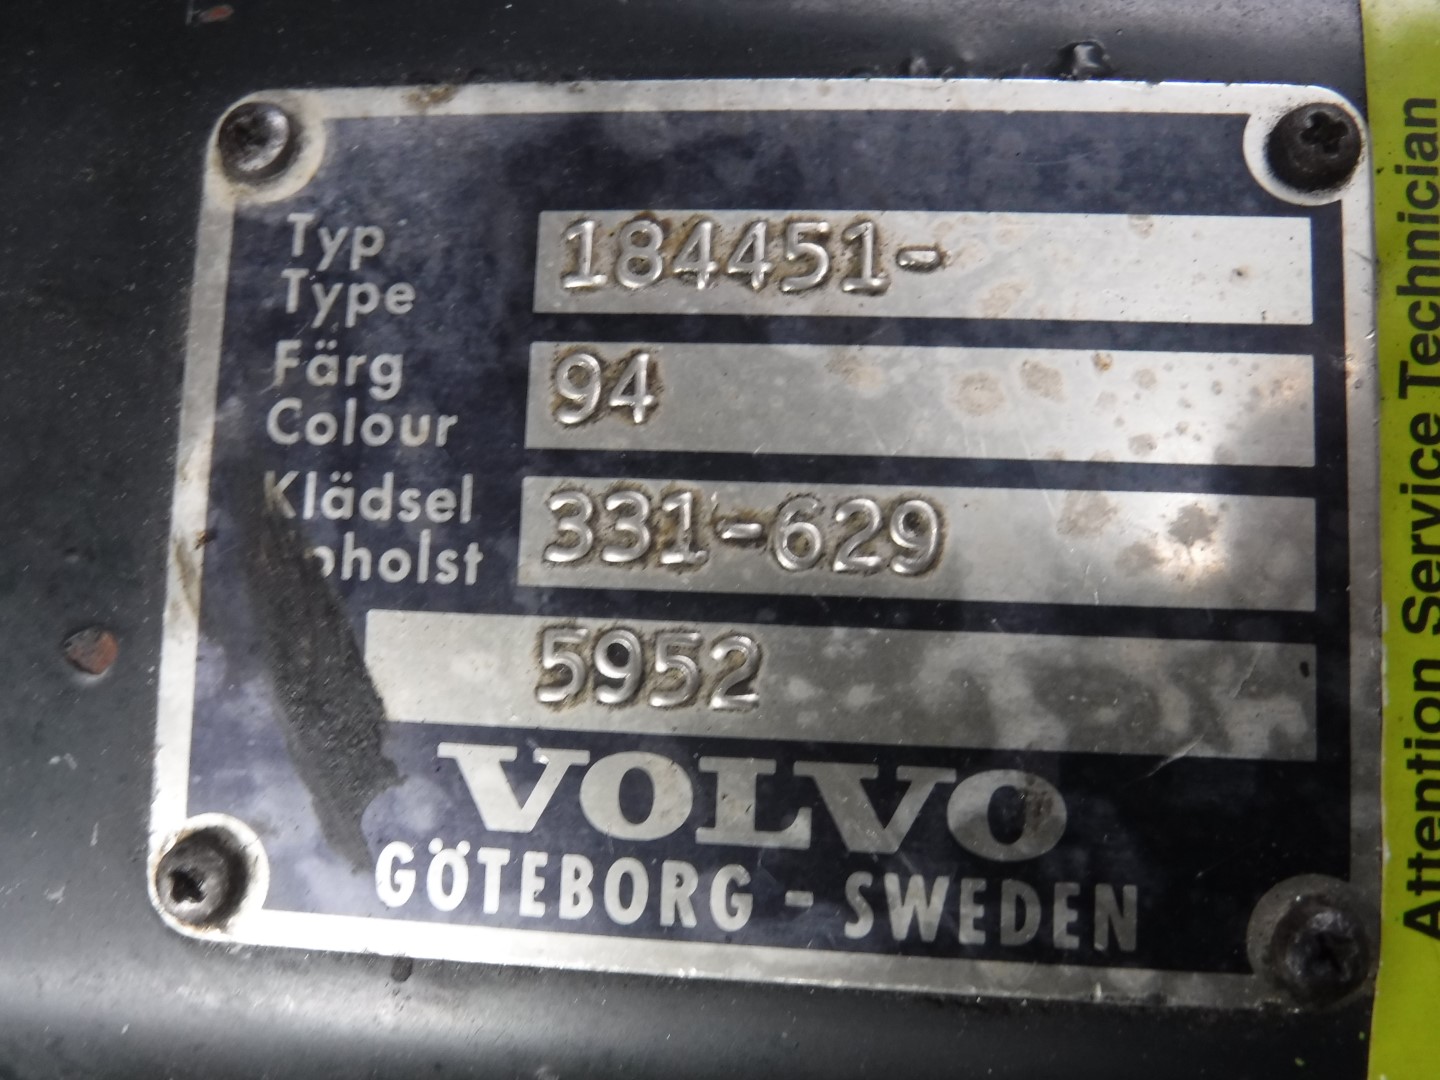 Typ
Type 184451-
Färg
Colour 94
Klädsel
331-629
5952
VOLVO
GÖTEBORG - SWEDEN
Attention Service Technician